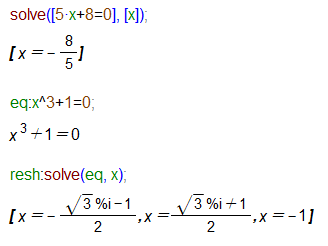 solve([5·x+8=0], [x]);
[x=-8/5]
eq:x^3+1=0;
x³+1=0
resh:solve(eq, x);
[x=-(√3 %i-1)/2,x=(√3 %i+1)/2,x=-1]